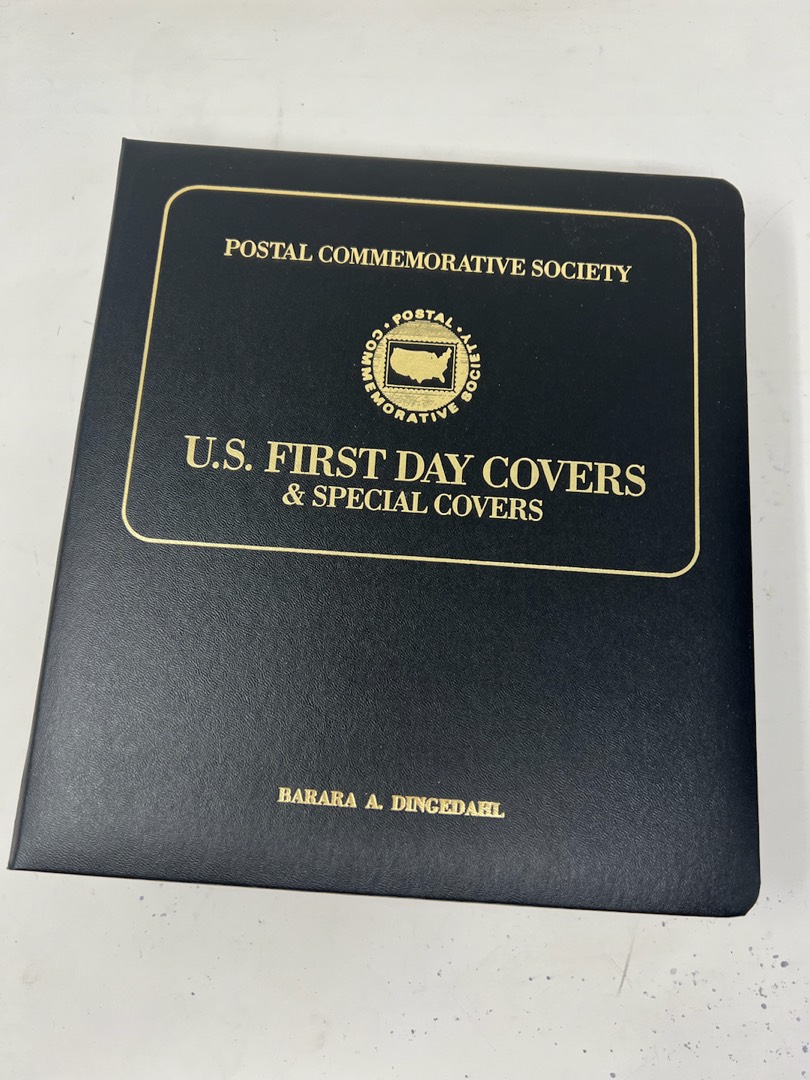 POSTAL COMMEMORATIVE SOCIETY
• POSTAL •
COMMEMORATIVE SOCIETY
U.S. FIRST DAY COVERS
& SPECIAL COVERS
BARARA A. DINGEDAHL